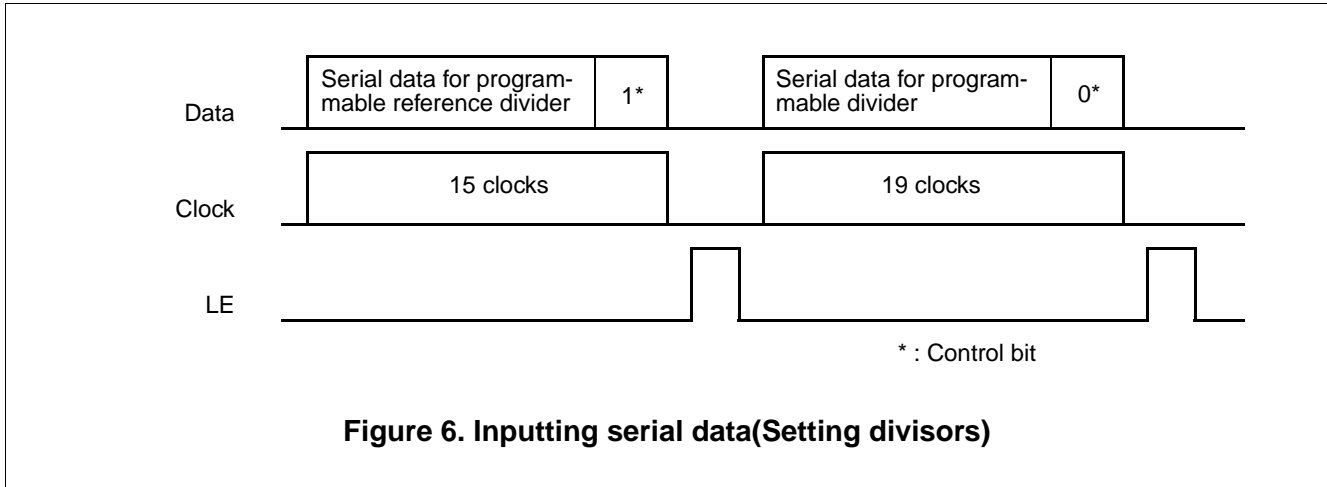 Data
Serial data for program-
mable reference divider
1*
Serial data for program-
mable divider
0*
Clock
15 clocks
19 clocks
LE
* : Control bit
Figure 6. Inputting serial data(Setting divisors)